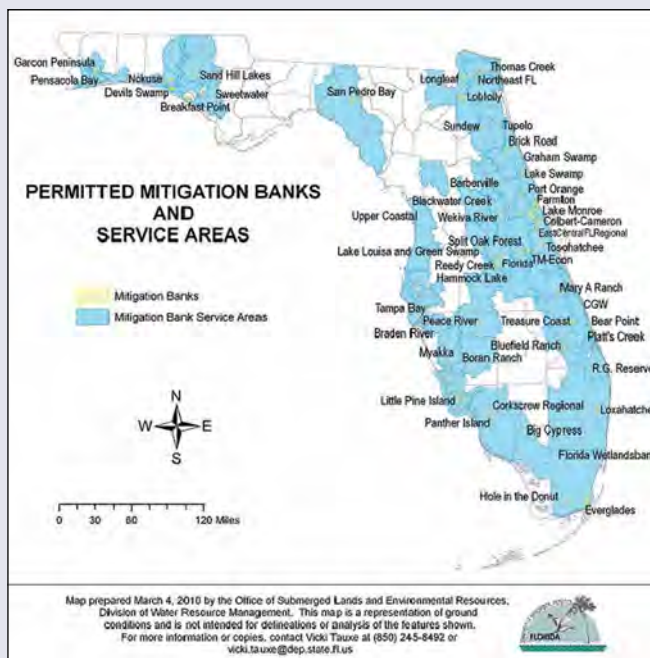 Garcon Peninsula
Pensacola Bay
Nokuse
Devils Swamp
Breakfast Point
Sand Hill Lakes
Sweetwater
San Pedro Bay
Longleaf
Thomas Creek
Northeast FL
Loblolly
Sundew
Tupelo
Brick Road
Graham Swamp
Lake Swamp
Barberville
Port Orange
Farmton
Blackwater Creek
Lake Monroe
Upper Coastal
Wekiva River
Colbert-Cameron
EastCentralFLRegional
Split Oak Forest
Tosohatchee
Lake Louisa and Green Swamp
TM-Econ
Reedy Creek
Florida
Hammock Lake
Mary A Ranch
CGW
Tampa Bay
Peace River
Treasure Coast
Bear Point
Braden River
Platt's Creek
Myakka
Bluefield Ranch
Boran Ranch
R.G. Reserve
Little Pine Island
Corkscrew Regional
Loxahatche
Panther Island
Big Cypress
Florida Wetlandsban
Hole in the Donut
Everglades
PERMITTED MITIGATION BANKS
AND
SERVICE AREAS
Mitigation Banks
Mitigation Bank Service Areas
N
W E
S
0 30 60 120 Miles
Map prepared March 4, 2010 by the Office of Submerged Lands and Environmental Resources,
Division of Water Resource Management. This map is a representation of ground
conditions and is not intended for delineations or analysis of the features shown.
For more information or copies, contact Vicki Tauxe at (850) 245-8492 or
vicki.tauxe@dep.state.fl.us
FLORIDA